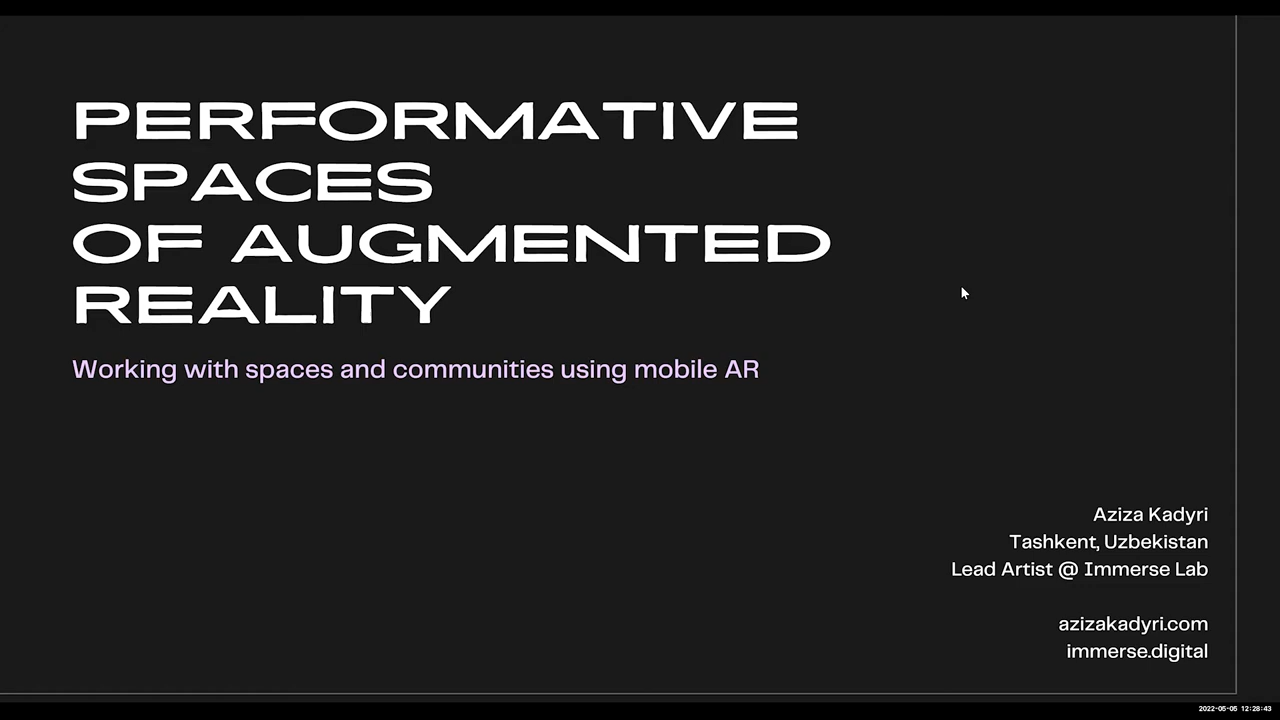 PERFORMATIVE
SPACES
OF AUGMENTED
REALITY
Working with spaces and communities using mobile AR
Aziza Kadyri
Tashkent, Uzbekistan
Lead Artist @ Immerse Lab
azizakadyri.com
immerse.digital
2022-05-05 12:28:43